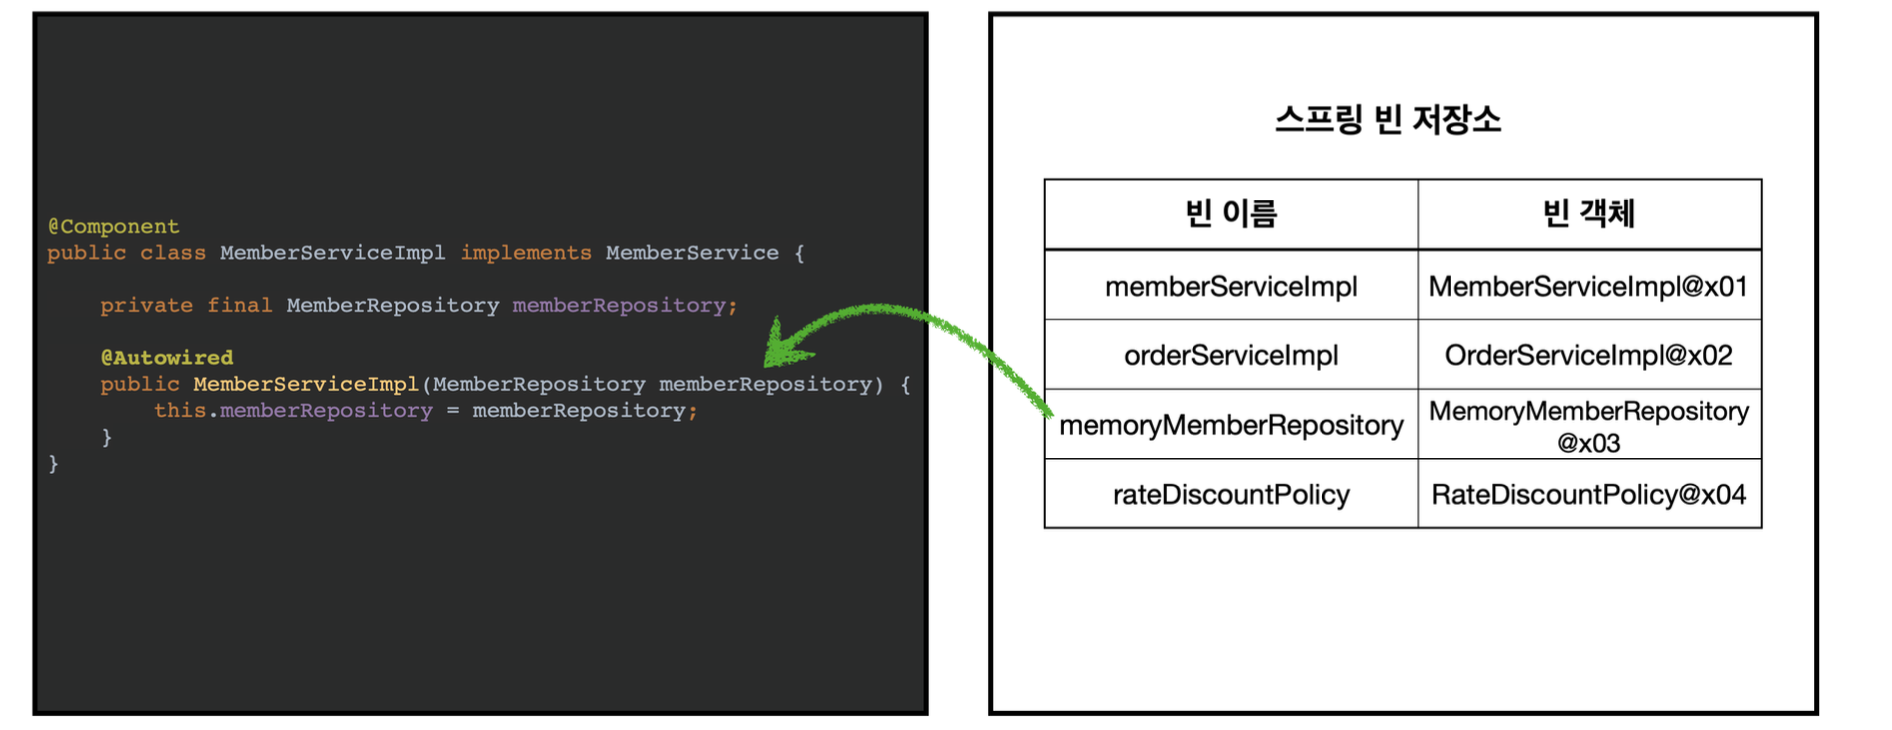 @Component
public class MemberServiceImpl implements MemberService {
private final MemberRepository memberRepository;
@Autowired
public MemberServiceImpl(MemberRepository memberRepository) {
this.memberRepository = memberRepository;
}
}
스프링 빈 저장소
빈 이름 빈 객체
memberServiceImpl MemberServiceImpl@x01
orderServiceImpl OrderServiceImpl@x02
memoryMemberRepository MemoryMemberRepository
@x03
rateDiscountPolicy RateDiscountPolicy@x04